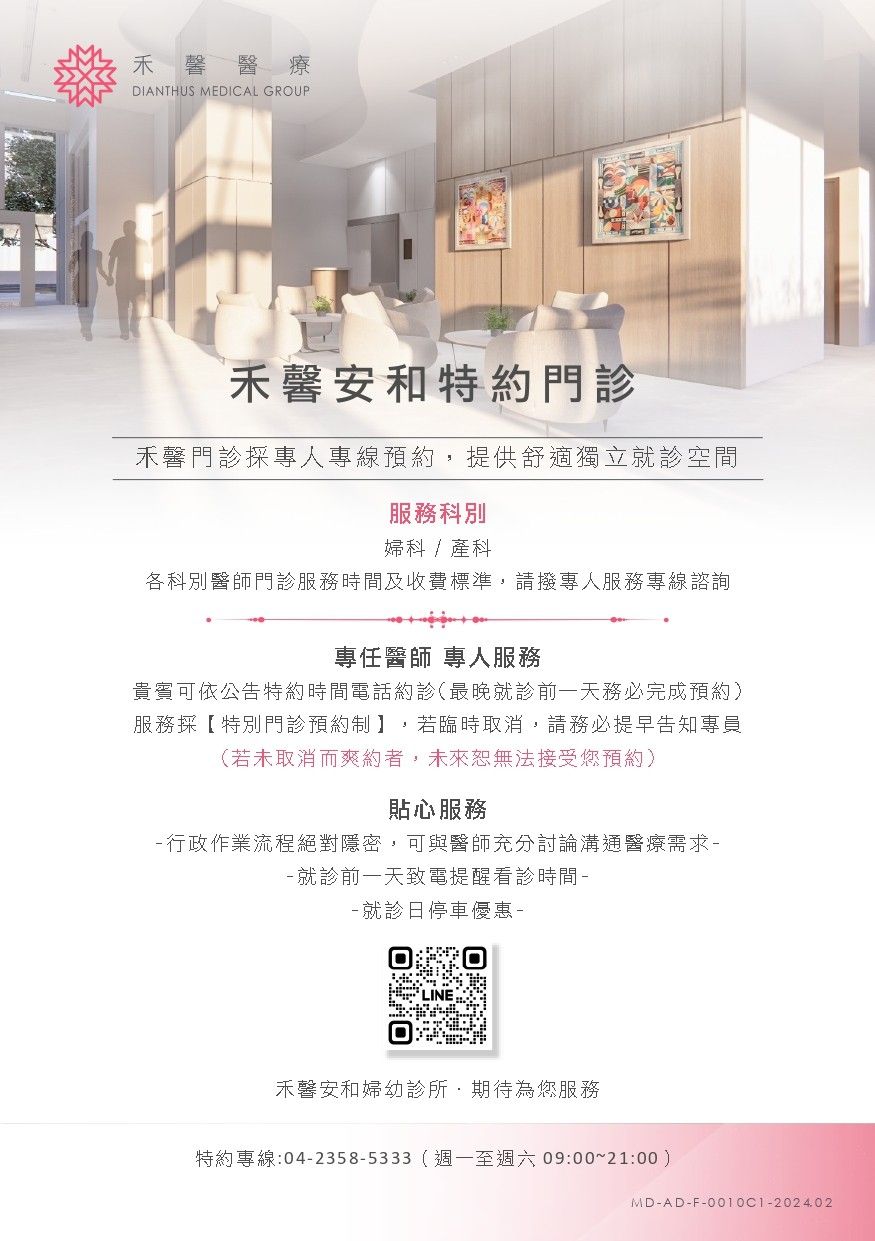 禾馨醫療
DIANTHUS MEDICAL GROUP
禾馨安和特約門診
禾馨門診採專人專線預約，提供舒適獨立就診空間
服務科別
婦科 / 產科
各科別醫師門診服務時間及收費標準，請撥專人服務專線諮詢
專任醫師 專人服務
貴賓可依公告特約時間電話約診（最晚就診前一天務必完成預約）
服務採【特別門診預約制】，若臨時取消，請務必提早告知專員
（若未取消而爽約者，未來恕無法接受您預約）
貼心服務
-行政作業流程絕對隱密，可與醫師充分討論溝通醫療需求-
-就診前一天致電提醒看診時間-
-就診日停車優惠-
LINE
禾馨安和婦幼診所．期待為您服務
特約專線:04-2358-5333（週一至週六 09:00~21:00）
MD-AD-F-0010C1-2024.02